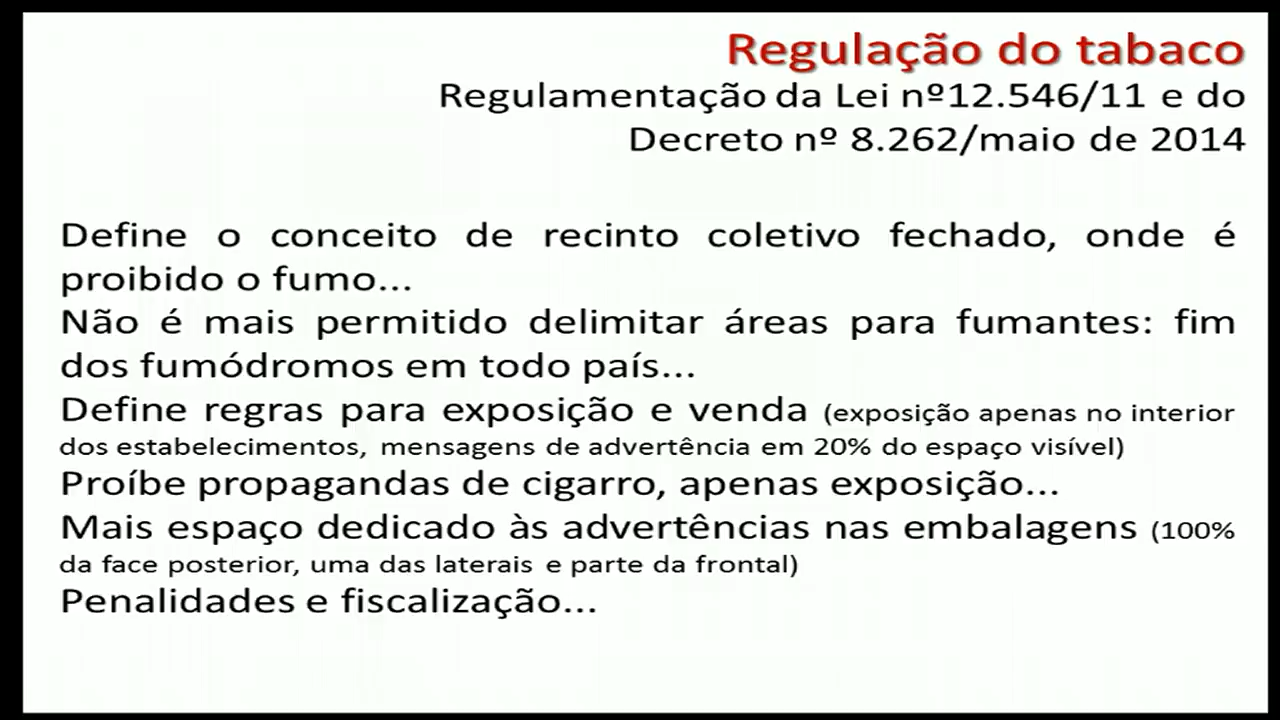 Regulação do tabaco
Regulamentação da Lei nº12.546/11 e do
Decreto nº 8.262/maio de 2014
Define o conceito de recinto coletivo fechado, onde é
proibido o fumo...
Não é mais permitido delimitar áreas para fumantes: fim
dos fumódromos em todo país...
Define regras para exposição e venda (exposição apenas no interior
dos estabelecimentos, mensagens de advertência em 20% do espaço visível)
Proíbe propagandas de cigarro, apenas exposição...
Mais espaço dedicado às advertências nas embalagens (100%
da face posterior, uma das laterais e parte da frontal)
Penalidades e fiscalização...